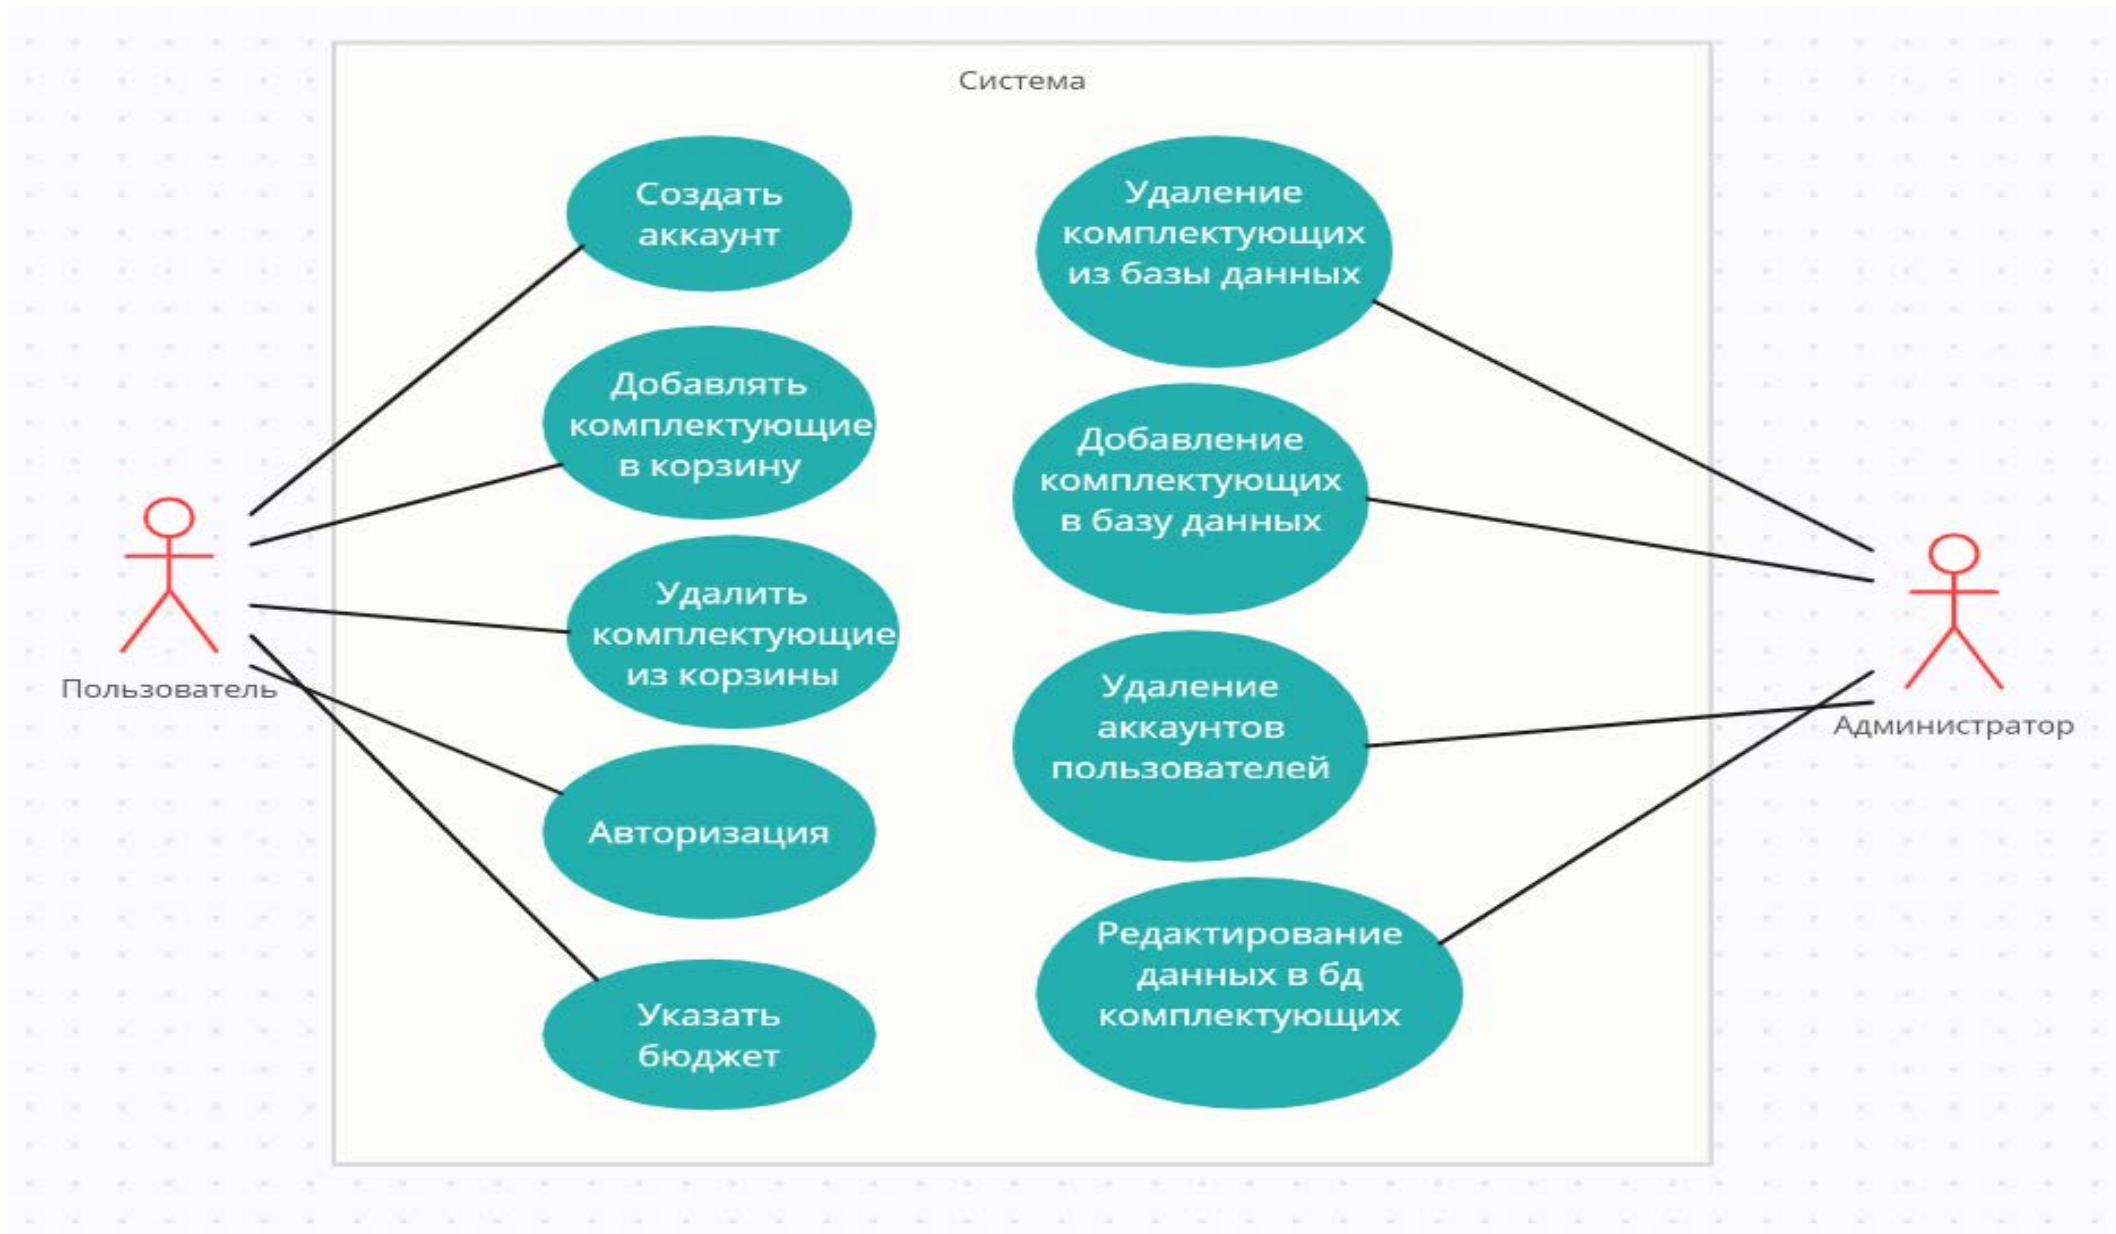 Система
Создать
аккаунт
Добавлять
комплектующие
в корзину
Удалить
комплектующие
из корзины
Авторизация
Указать
бюджет
Удаление
комплектующих
из базы данных
Добавление
комплектующих
в базу данных
Удаление
аккаунтов
пользователей
Редактирование
данных в бд
комплектующих
Пользователь
Администратор